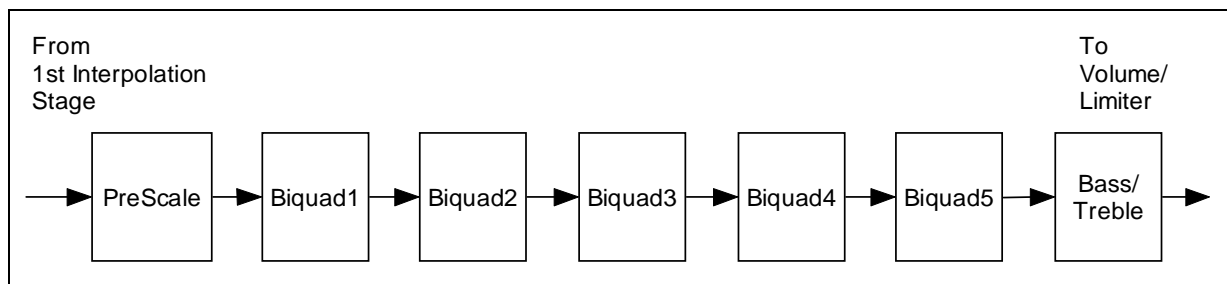 From
1st Interpolation
Stage
To
Volume/
Limiter
PreScale
Biquad1
Biquad2
Biquad3
Biquad4
Biquad5
Bass/
Treble